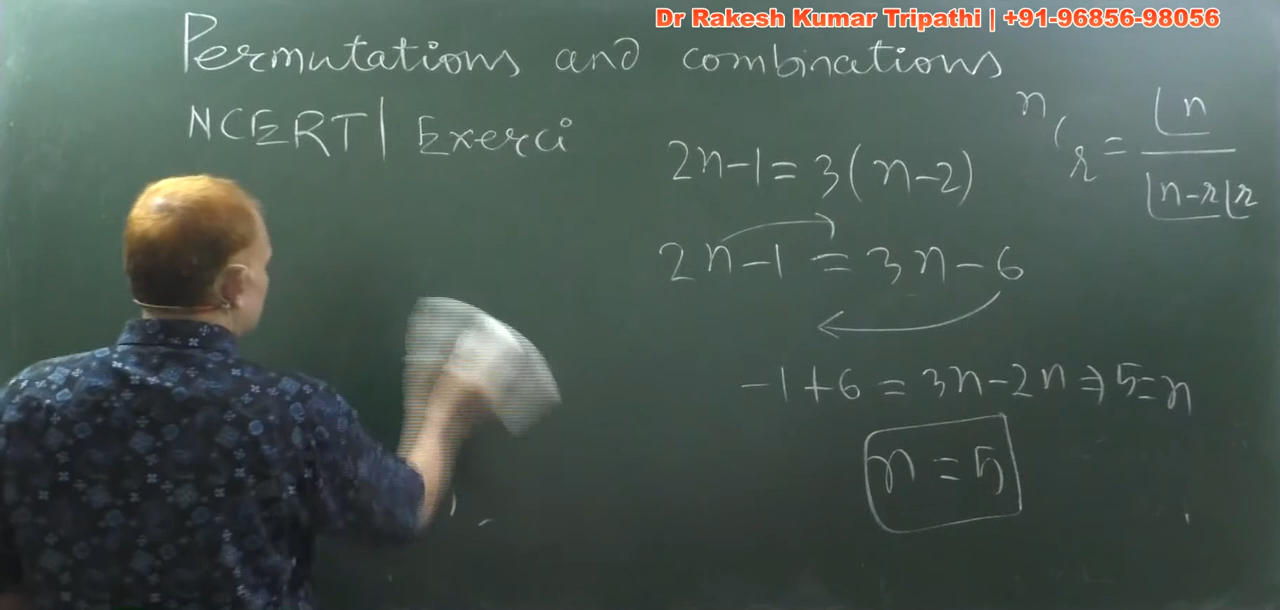 Dr Rakesh Kumar Tripathi | +91-96856-98056
Permutations and combinations
NCERT | Exerci
2n-1=3(n-2)
2n-1=3n-6
-1+6=3n-2n⇒5=n
n=5
ⁿCᵣ = ⌊n / ⌊n-r ⌊r